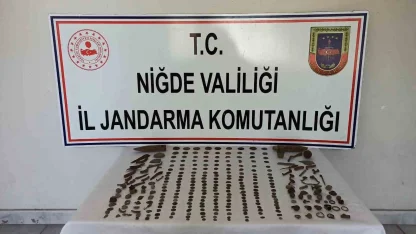 T.C.
NİĞDE VALİLİĞİ
İL JANDARMA KOMUTANLIĞI